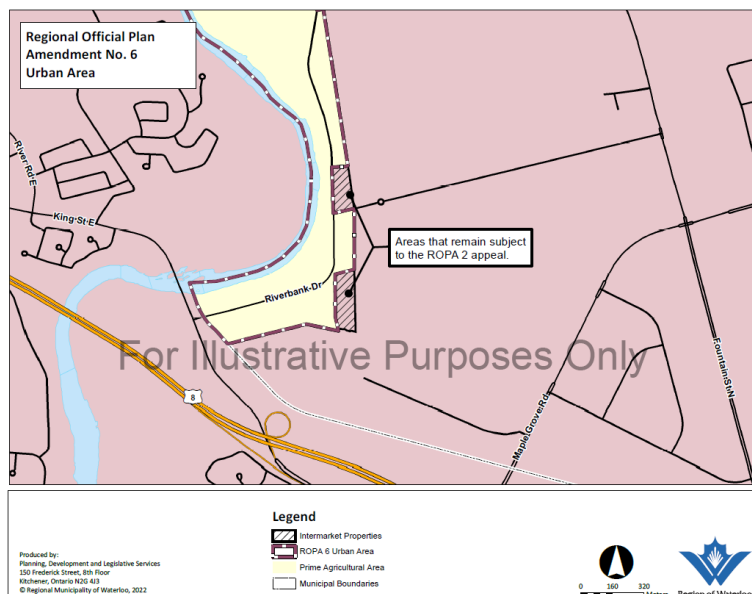 Regional Official Plan
Amendment No. 6
Urban Area
River Rd E
King St E
Areas that remain subject
to the ROPA 2 appeal.
Riverbank Dr
For Illustrative Purposes Only
8
Maple Grove Rd
Fountain St N
Legend
Intermarket Properties
ROPA 6 Urban Area
Prime Agricultural Area
Municipal Boundaries
Produced by:
Planning, Development and Legislative Services
150 Frederick Street, 8th Floor
Kitchener, Ontario N2G 4J3
© Regional Municipality of Waterloo, 2022
0 160 320